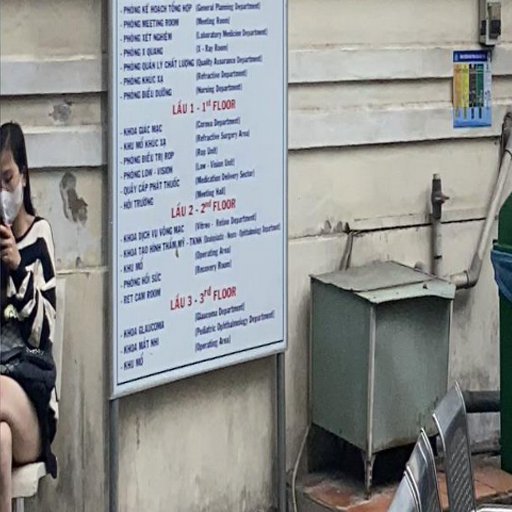 - PHÒNG KẾ HOẠCH TỔNG HỢP (General Planning Department)
- PHÒNG MEETING ROOM (Meeting Room)
- PHÒNG XÉT NGHIỆM (Laboratory Medicine Department)
- PHÒNG X QUANG (X - Ray Room)
- PHÒNG QUẢN LÝ CHẤT LƯỢNG (Quality Assurance Department)
- PHÒNG KHÚC XẠ (Refractive Department)
- PHÒNG ĐIỀU DƯỠNG (Nursing Department)
LẦU 1 - 1st FLOOR
- KHOA GIÁC MẠC (Cornea Department)
- KHU MỔ KHÚC XẠ (Refractive Surgery Area)
- PHÒNG ĐIỀU TRỊ ROP (Rop Unit)
- PHÒNG LOW - VISION (Low - Vision Unit)
- QUẦY CẤP PHÁT THUỐC (Medication Delivery Sector)
- HỘI TRƯỜNG (Meeting Hall)
LẦU 2 - 2nd FLOOR
- KHOA DỊCH VỤ VÕNG MẠC (Vitreo - Retina Department)
- KHOA TẠO HÌNH THẨM MỸ - TKNK
- KHU MỔ (Operating Area)
- PHÒNG HỒI SỨC (Recovery Room)
- RET CAM ROOM
LẦU 3 - 3rd FLOOR
- KHOA GLAUCOMA (Glaucoma Department)
- KHOA MẮT NHI (Pediatric Ophthalmology Department)
- KHU MỔ (Operating Area)